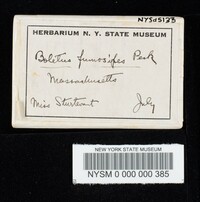 NYSd5123
HERBARIUM N. Y. STATE MUSEUM
Boletus fumosipes Peck
Massachusetts
Miss Sturtevant July
NEW YORK STATE MUSEUM
NYSM 0 000 000 385